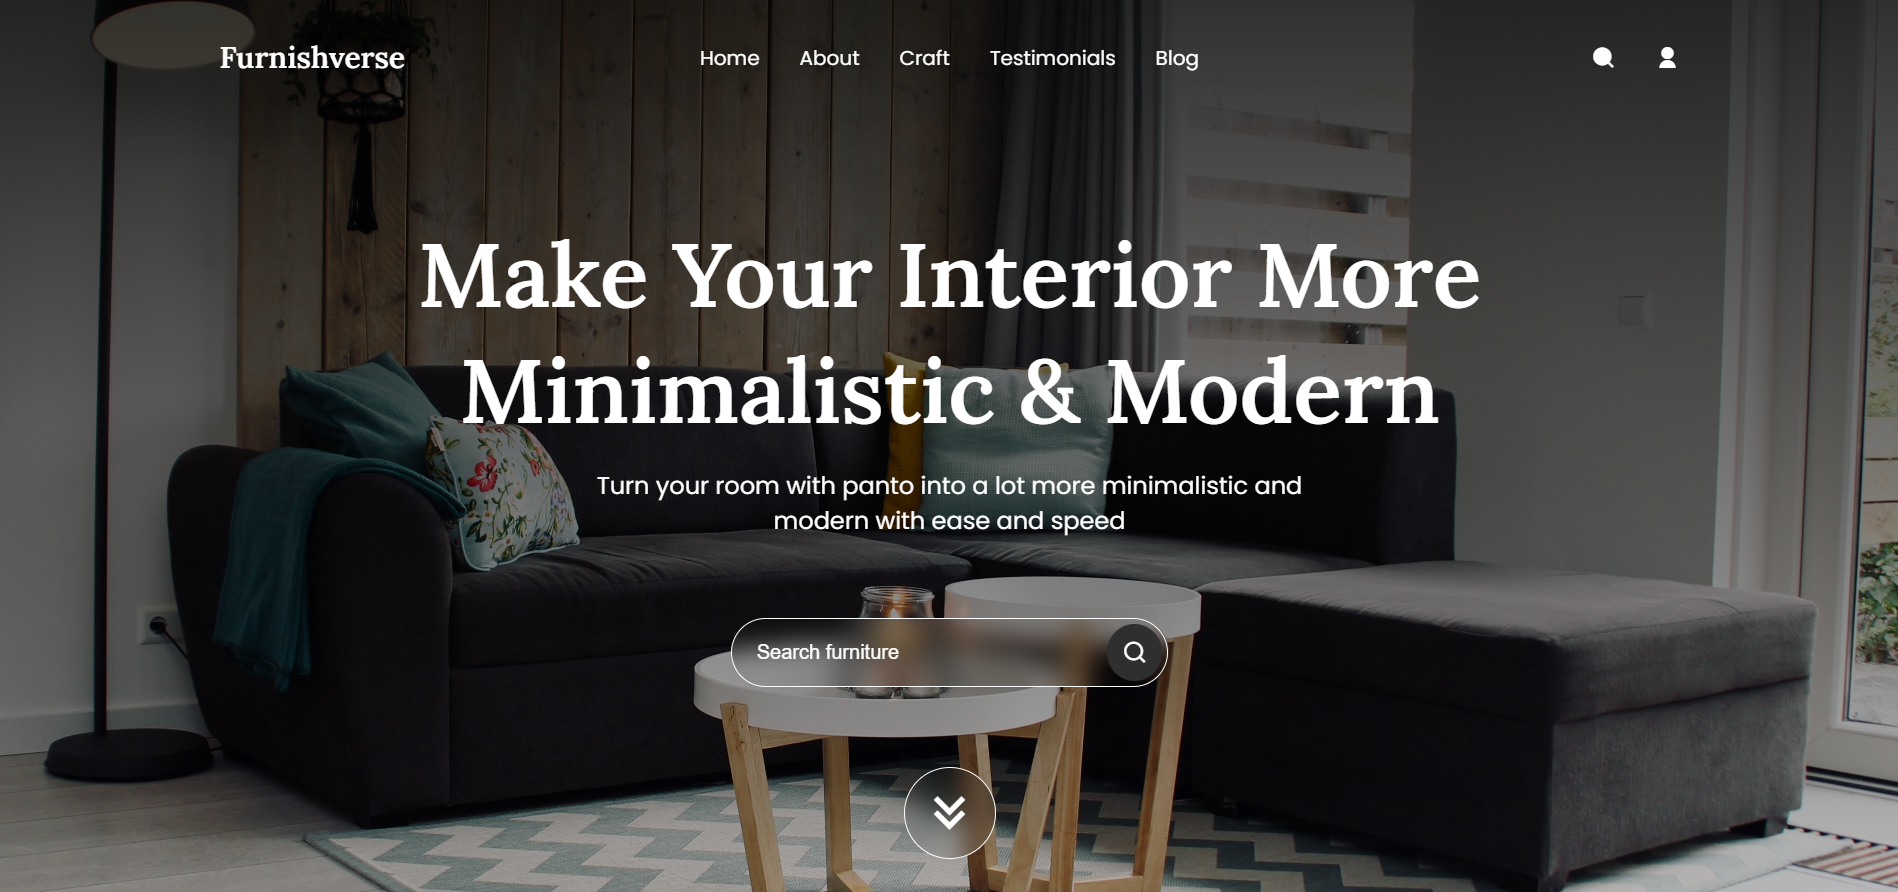 Furnishverse
Home About Craft Testimonials Blog
Make Your Interior More
Minimalistic & Modern
Turn your room with panto into a lot more minimalistic and
modern with ease and speed
Search furniture